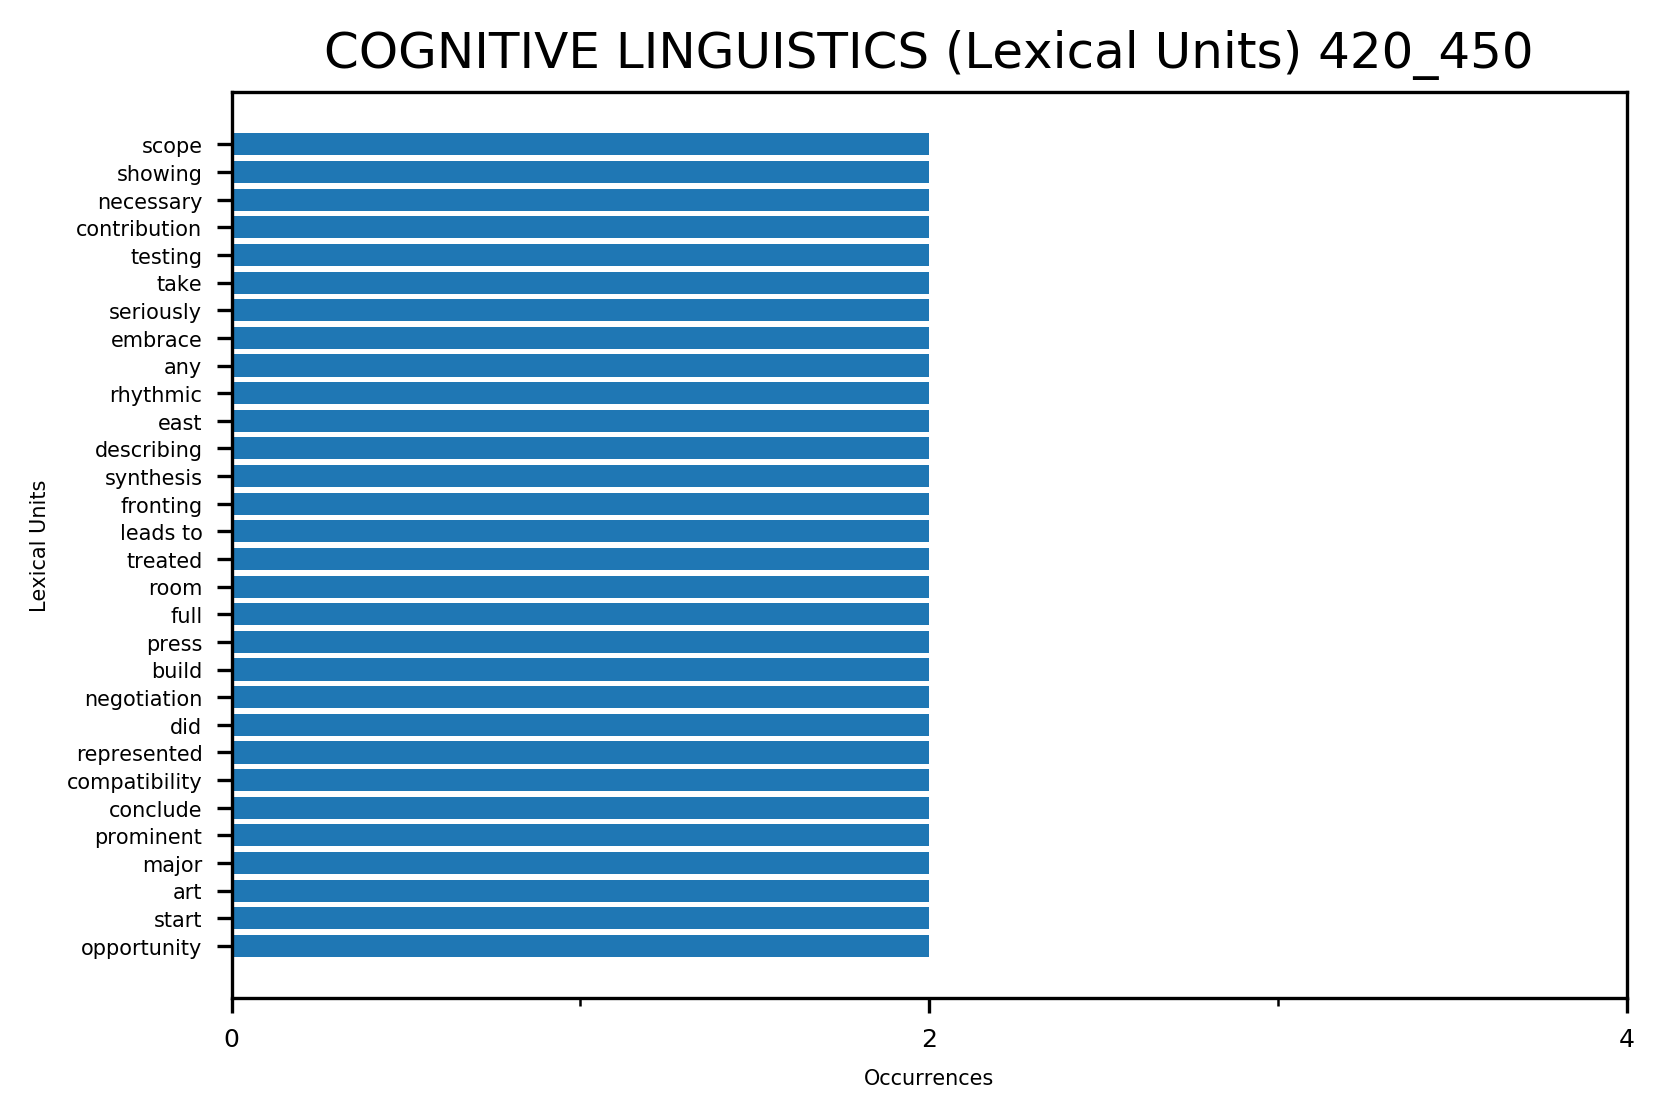 COGNITIVE LINGUISTICS (Lexical Units) 420_450
scope
showing
necessary
contribution
testing
take
seriously
embrace
any
rhythmic
east
describing
synthesis
fronting
leads to
treated
room
full
press
build
negotiation
did
represented
compatibility
conclude
prominent
major
art
start
opportunity
Lexical Units
0 2 4
Occurrences